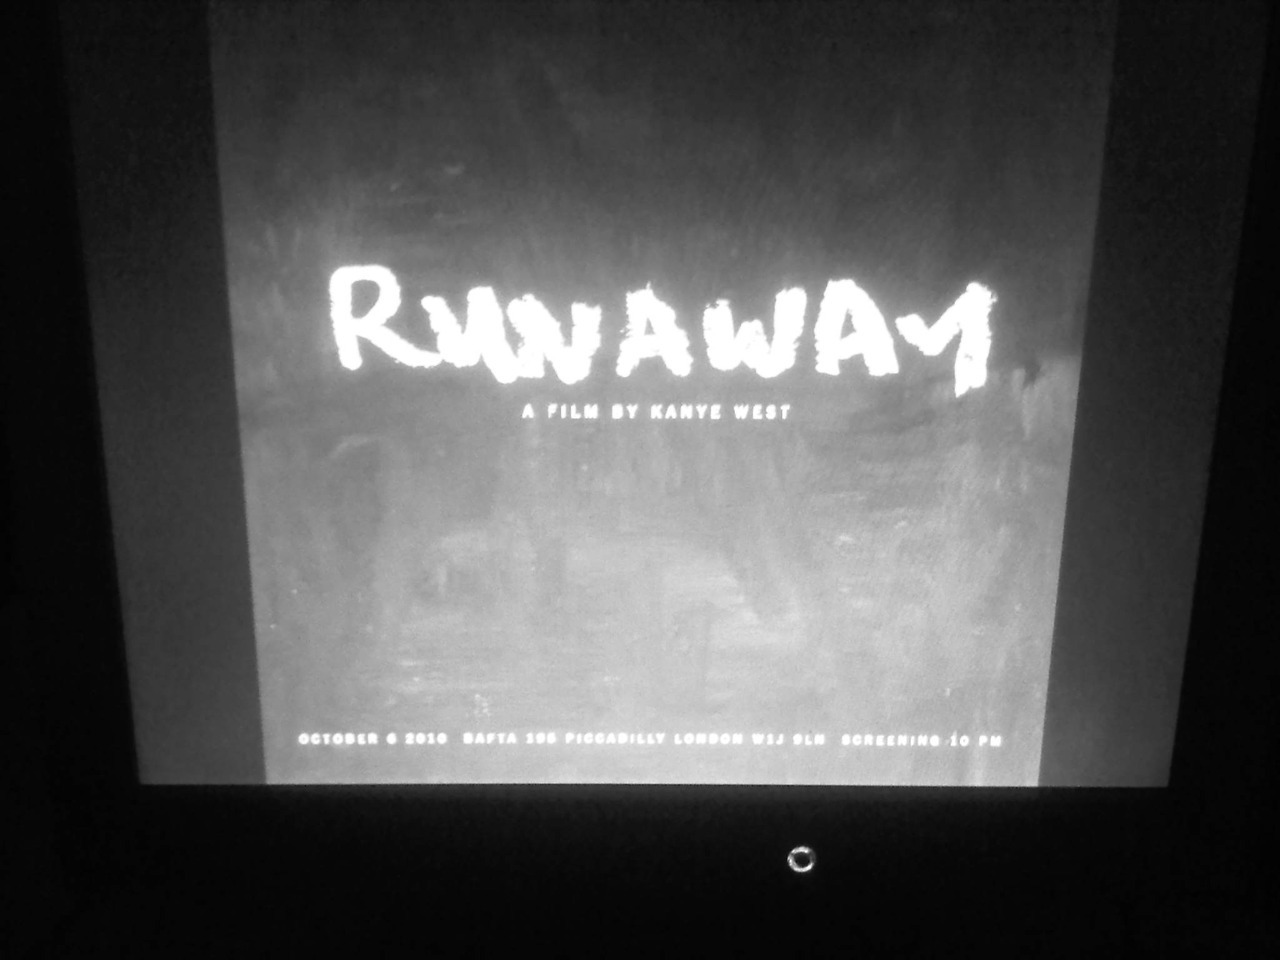 RUNAWAY
A FILM BY KANYE WEST
OCTOBER 6 2010 BAFTA 195 PICCADILLY LONDON W1J 9LN SCREENING 10 PM